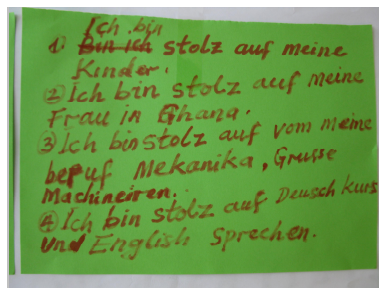 Ich bin
① Bin ich stolz auf meine
Kinder.
② Ich bin stolz auf meine
Frau in Ghana.
③ Ich bin stolz auf vom meine
beruf Mekanika, Grusse
Machineiren.
④ Ich bin stolz auf Deusch kurs
und English Sprechen.